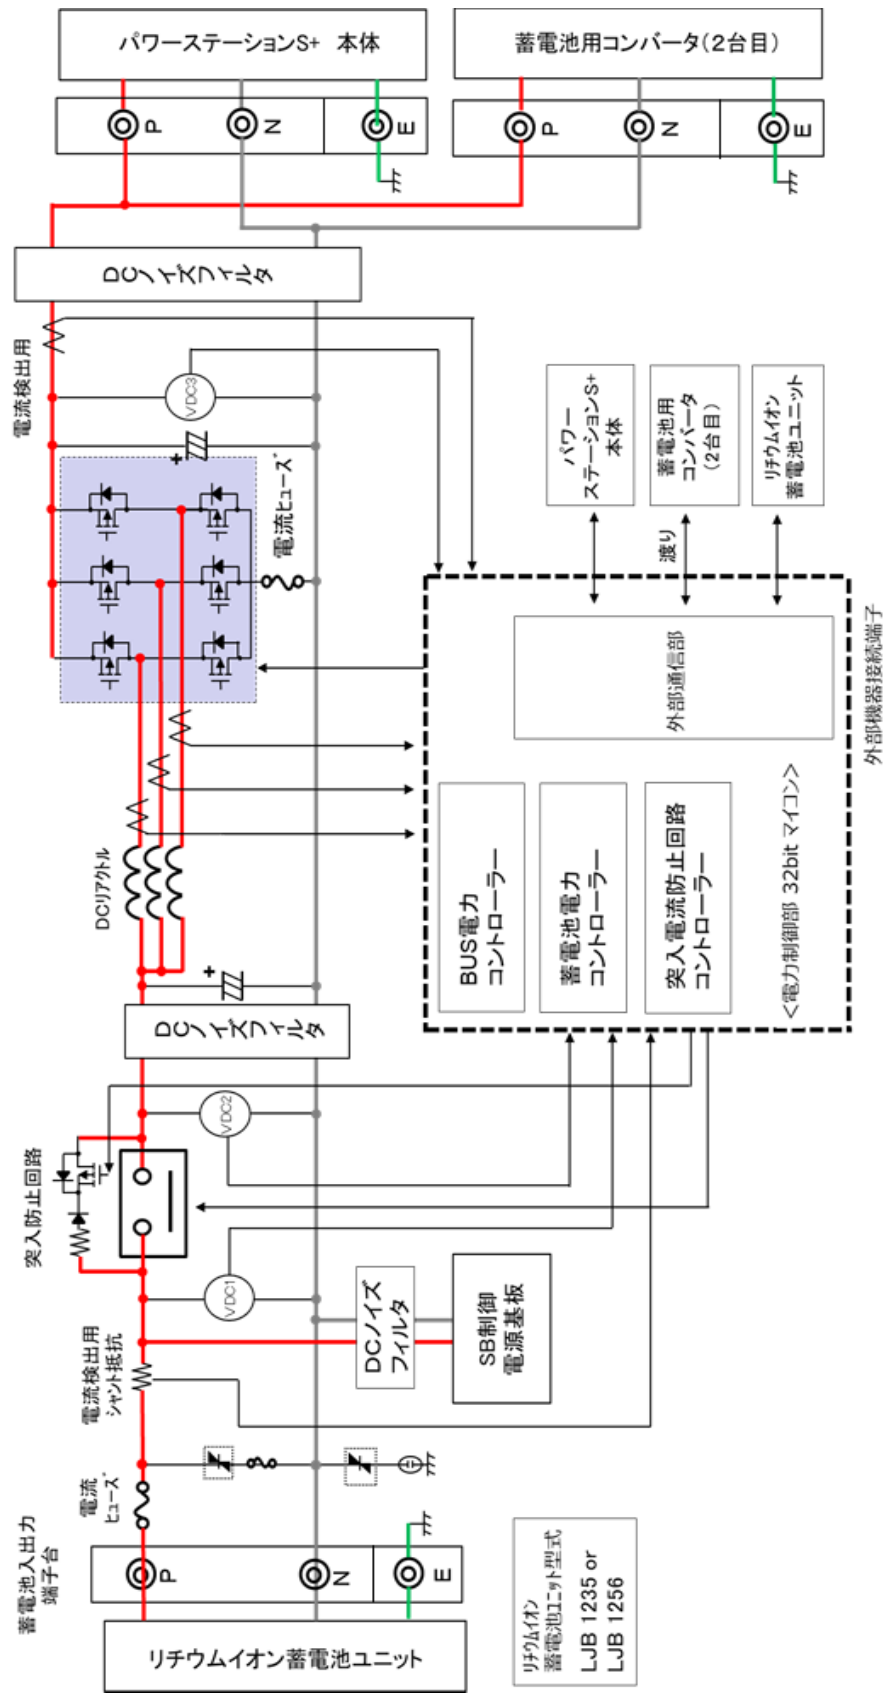 パワーステーションS+ 本体
蓄電池用コンバータ(2台目)
P
N
E
P
N
E
DCノイズフィルタ
電流検出用
VDC3
+
電流ヒューズ
パワー
ステーションS+
本体
蓄電池用
コンバータ
(2台目)
リチウムイオン
蓄電池ユニット
渡り
外部通信部
外部機器接続端子
DCリアクトル
BUS電力
コントローラー
蓄電池電力
コントローラー
突入電流防止回路
コントローラー
<電力制御部 32bit マイコン>
+
DCノイズフィルタ
VDC2
突入防止回路
VDC1
DCノイズ
フィルタ
SB制御
電源基板
電流検出用
シャント抵抗
電流
ヒューズ
蓄電池入出力
端子台
P
N
E
リチウムイオン蓄電池ユニット
リチウムイオン
蓄電池ユニット型式
LJB 1235 or
LJB 1256